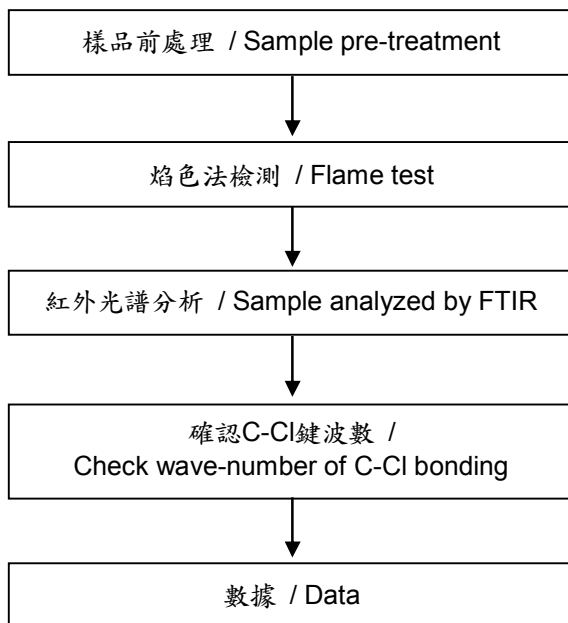 樣品前處理 / Sample pre-treatment
焰色法檢測 / Flame test
紅外光譜分析 / Sample analyzed by FTIR
確認C-Cl鍵波數 /
Check wave-number of C-Cl bonding
數據 / Data